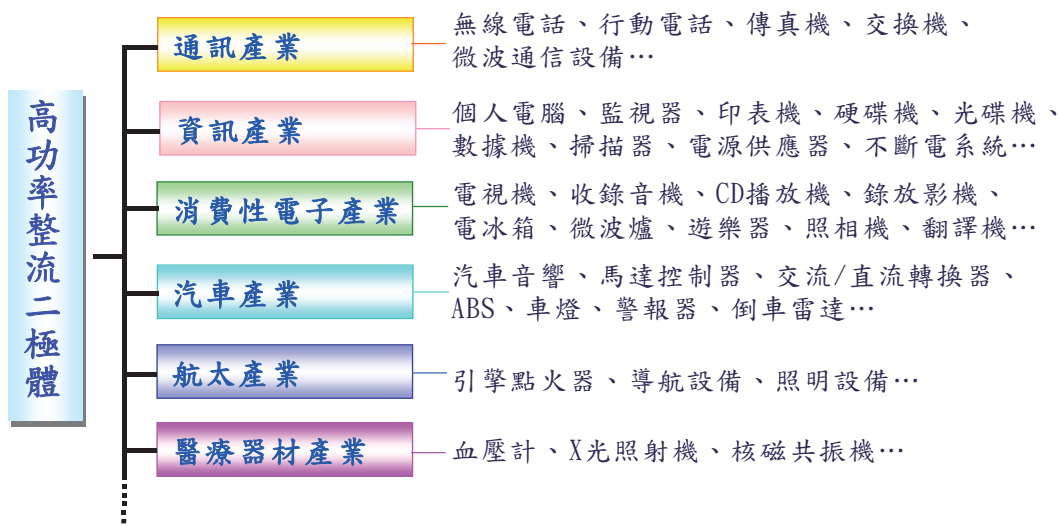 高功率整流二極體
通訊產業
無線電話、行動電話、傳真機、交換機、
微波通信設備…
資訊產業
個人電腦、監視器、印表機、硬碟機、光碟機、
數據機、掃描器、電源供應器、不斷電系統…
消費性電子產業
電視機、收錄音機、CD播放機、錄放影機、
電冰箱、微波爐、遊樂器、照相機、翻譯機…
汽車產業
汽車音響、馬達控制器、交流/直流轉換器、
ABS、車燈、警報器、倒車雷達…
航太產業
引擎點火器、導航設備、照明設備…
醫療器材產業
血壓計、X光照射機、核磁共振機…